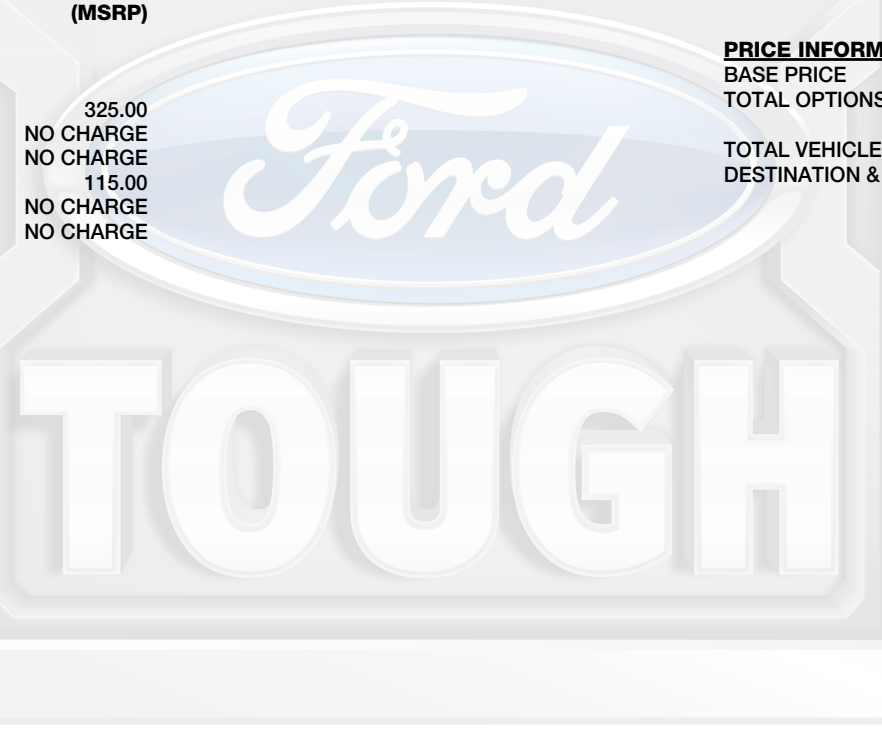 (MSRP)
325.00
NO CHARGE
NO CHARGE
115.00
NO CHARGE
NO CHARGE
PRICE INFORM
BASE PRICE
TOTAL OPTIONS
TOTAL VEHICLE
DESTINATION &
Ford
TOUGH